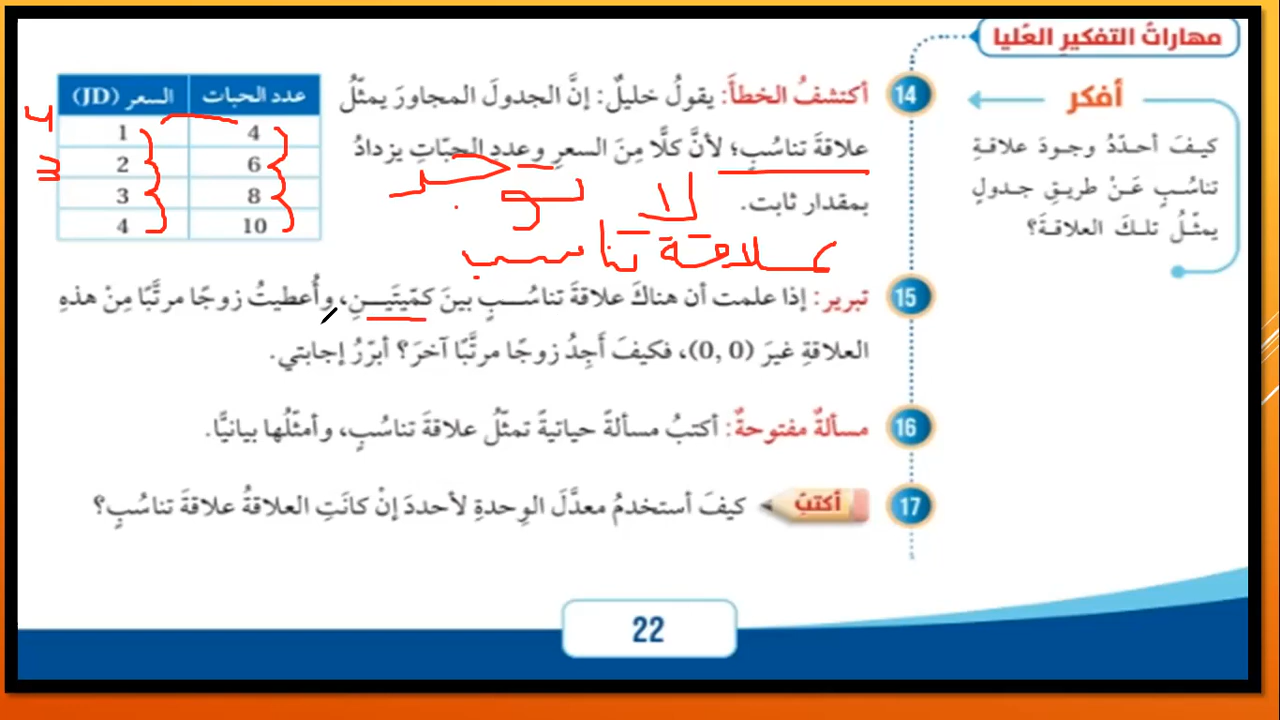 مهاراتُ التفكيرِ العُليا
14 أكتشفُ الخطأَ: يقولُ خليلٌ: إنَّ الجدولَ المجاورَ يمثّلُ
علاقةَ تناسُبٍ؛ لأنَّ كلًّا مِنَ السعرِ وعددِ الحبّاتِ يزدادُ
بمقدار ثابت.
عدد الحبات السعر (JD)
4 1
6 2
8 3
10 4
لا
علاقة تناسب
أفكر
كيفَ أحدّدُ وجودَ علاقةِ
تناسُبٍ عَنْ طريقِ جدولٍ
يمثّلُ تلكَ العلاقةَ؟
15 تبرير: إذا علمت أن هناكَ علاقةَ تناسُبٍ بينَ كمّيتَينِ، وأُعطيتُ زوجًا مرتَّبًا مِنْ هذهِ
العلاقةِ غيرَ (0, 0)، فكيفَ أَجِدُ زوجًا مرتَّبًا آخرَ؟ أبرّرُ إجابتي.
16 مسألةٌ مفتوحةٌ: أكتبُ مسألةً حياتيةً تمثّلُ علاقةَ تناسُبٍ، وأمثّلُها بيانيًّا.
17 أكتبُ كيفَ أستخدمُ معدَّلَ الوِحدةِ لأحددَ إنْ كانَتِ العلاقةُ علاقةَ تناسُبٍ؟
22